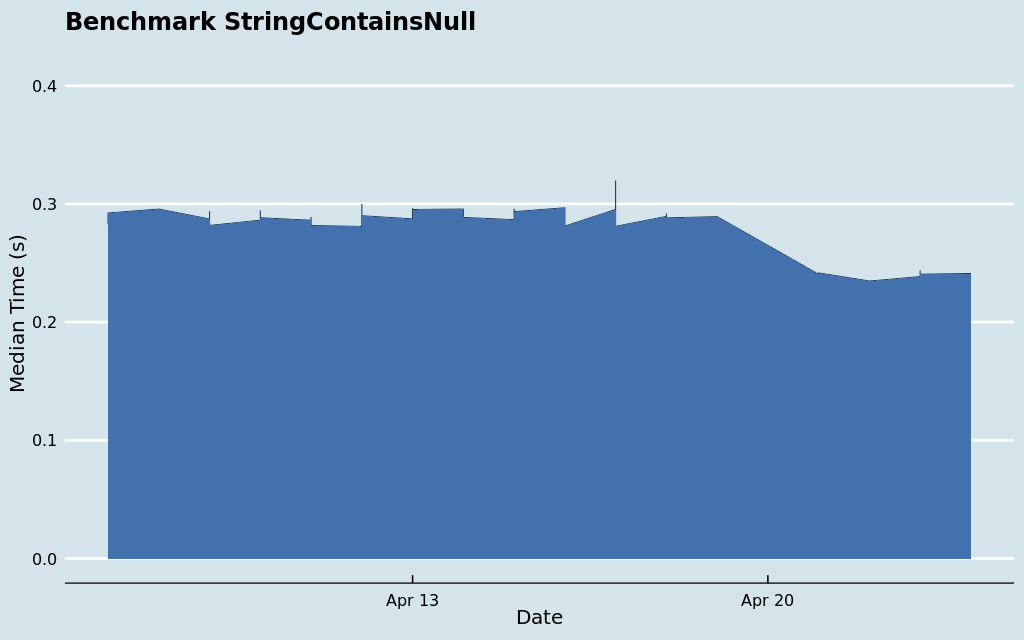 Benchmark StringContainsNull
0.4
0.3
0.2
0.1
0.0
Median Time (s)
Apr 13
Apr 20
Date